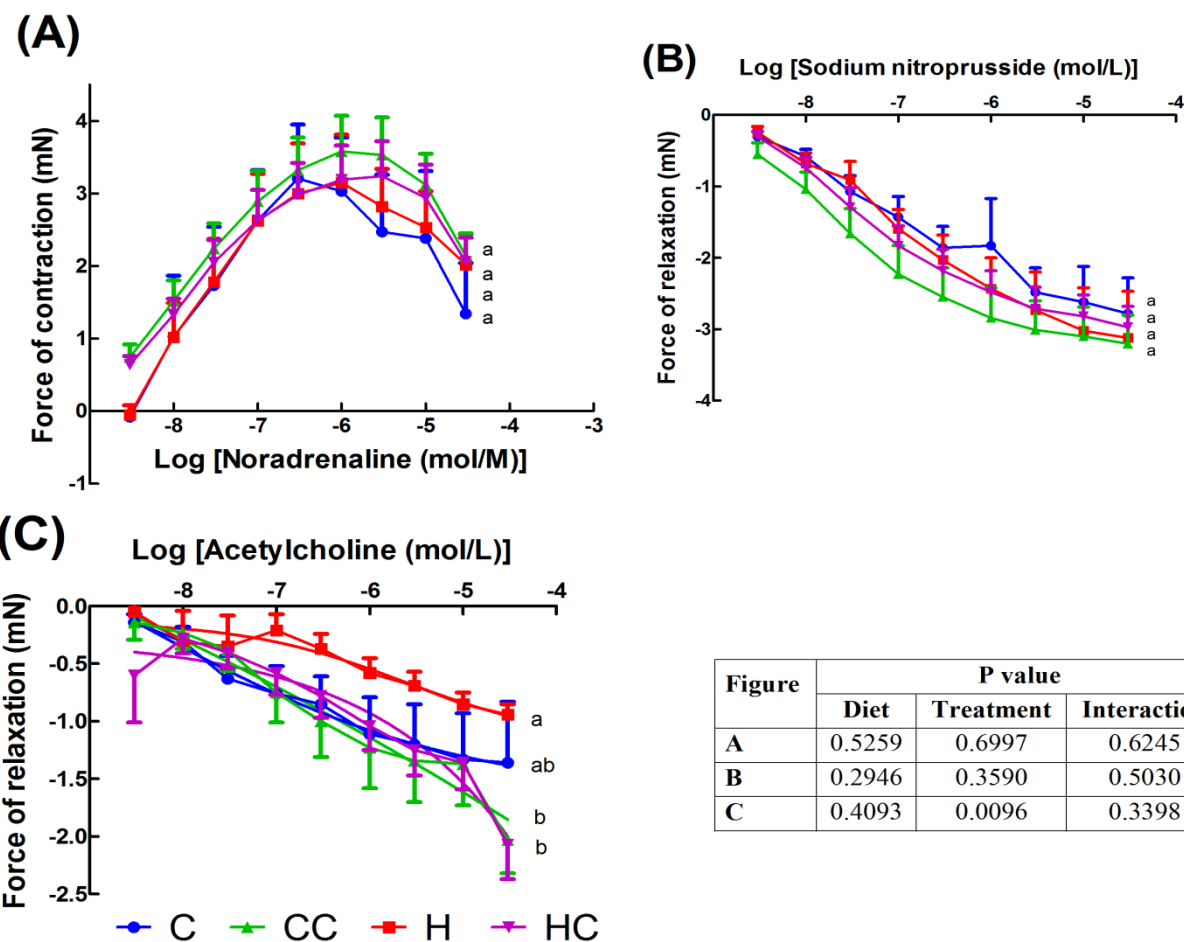 (A)
Force of contraction (mN)
4
3
2
1
0
-1
-8
-7
-6
-5
-4
-3
Log [Noradrenaline (mol/M)]
a
a
a
a
(B)
Log [Sodium nitroprusside (mol/L)]
-8
-7
-6
-5
-4
Force of relaxation (mN)
0
-1
-2
-3
-4
a
a
a
a
(C)
Log [Acetylcholine (mol/L)]
-8
-7
-6
-5
-4
Force of relaxation (mN)
0.0
-0.5
-1.0
-1.5
-2.0
-2.5
a
ab
b
b
C CC H HC
Figure P value
Diet Treatment Interactio
A 0.5259 0.6997 0.6245
B 0.2946 0.3590 0.5030
C 0.4093 0.0096 0.3398